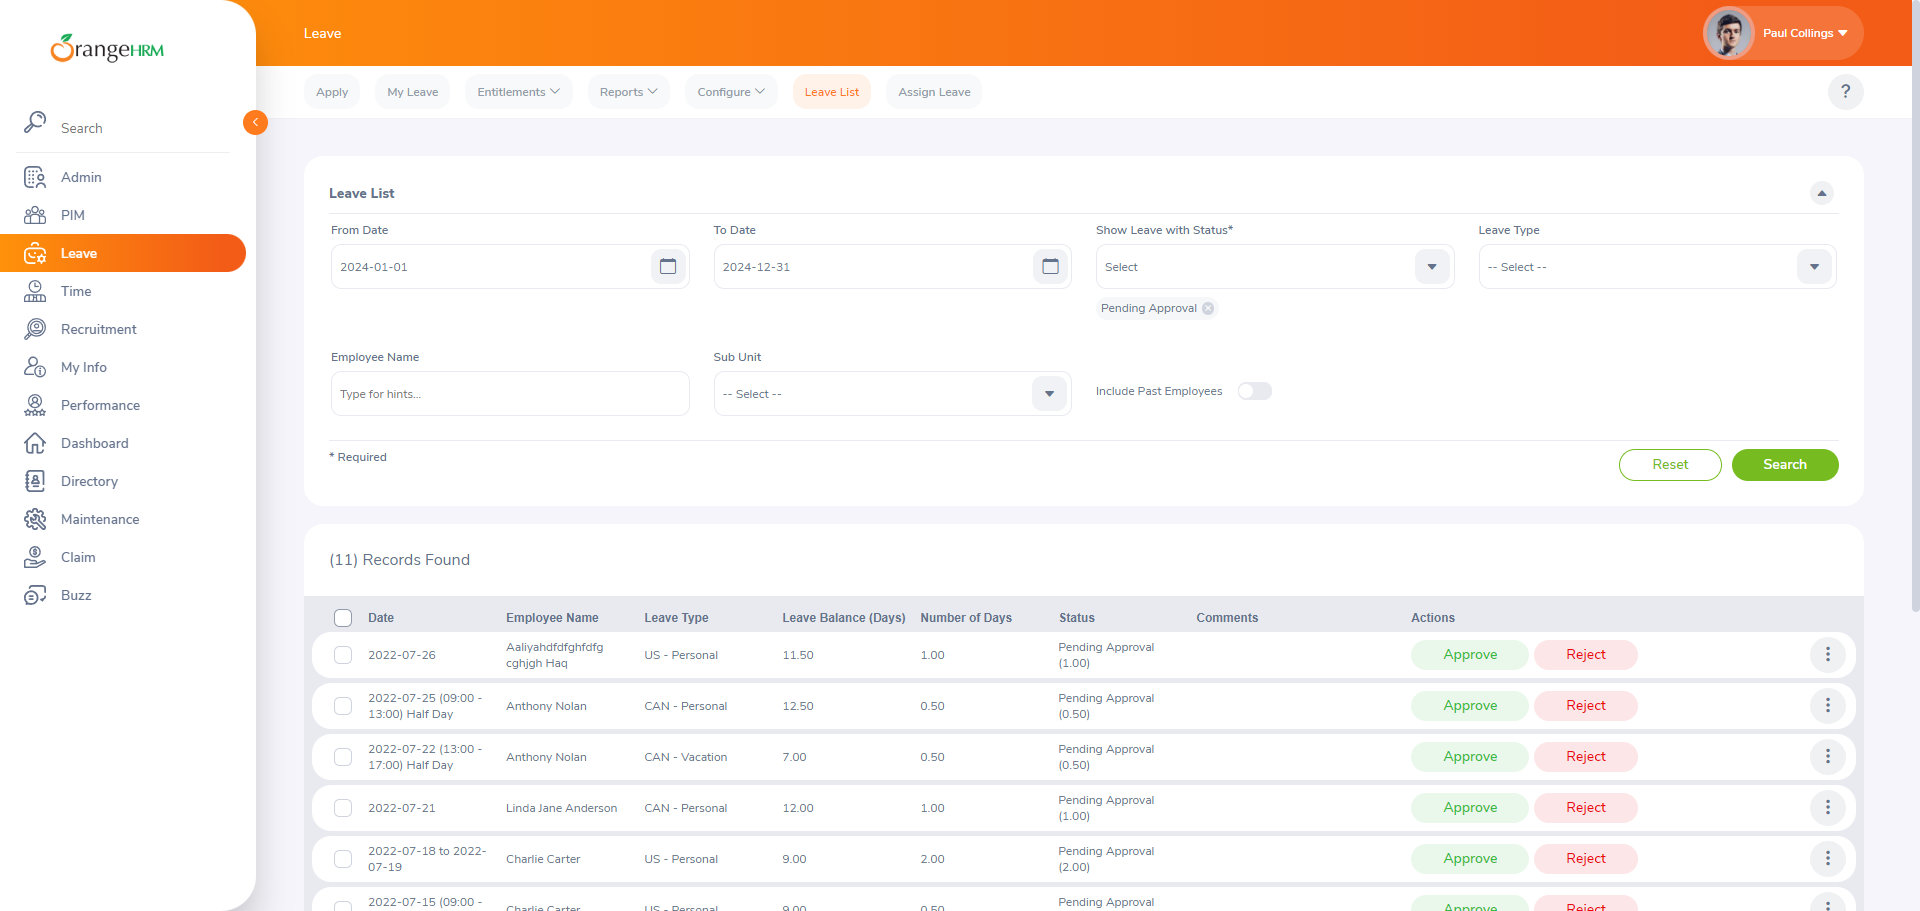 OrangeHRM
Leave
Paul Collings
Apply
My Leave
Entitlements
Reports
Configure
Leave List
Assign Leave
?
Search
Admin
PIM
Leave
Time
Recruitment
My Info
Performance
Dashboard
Directory
Maintenance
Claim
Buzz
Leave List
From Date
To Date
Show Leave with Status*
Leave Type
2024-01-01
2024-12-31
Select
-- Select --
Pending Approval
Employee Name
Sub Unit
Type for hints...
-- Select --
Include Past Employees
* Required
Reset
Search
(11) Records Found
Date Employee Name Leave Type Leave Balance (Days) Number of Days Status Comments Actions
2022-07-26
Aaliyahdfdfghfdfg
cghjgh Haq
US - Personal
11.50
1.00
Pending Approval
(1.00)
Approve
Reject
2022-07-25 (09:00 -
13:00) Half Day
Anthony Nolan
CAN - Personal
12.50
0.50
Pending Approval
(0.50)
Approve
Reject
2022-07-22 (13:00 -
17:00) Half Day
Anthony Nolan
CAN - Vacation
7.00
0.50
Pending Approval
(0.50)
Approve
Reject
2022-07-21
Linda Jane Anderson
CAN - Personal
12.00
1.00
Pending Approval
(1.00)
Approve
Reject
2022-07-18 to 2022-
07-19
Charlie Carter
US - Personal
9.00
2.00
Pending Approval
(2.00)
Approve
Reject
2022-07-15 (09:00 -
Charlie Carter
US - Personal
9.00
0.50
Pending Approval
Approve
Reject